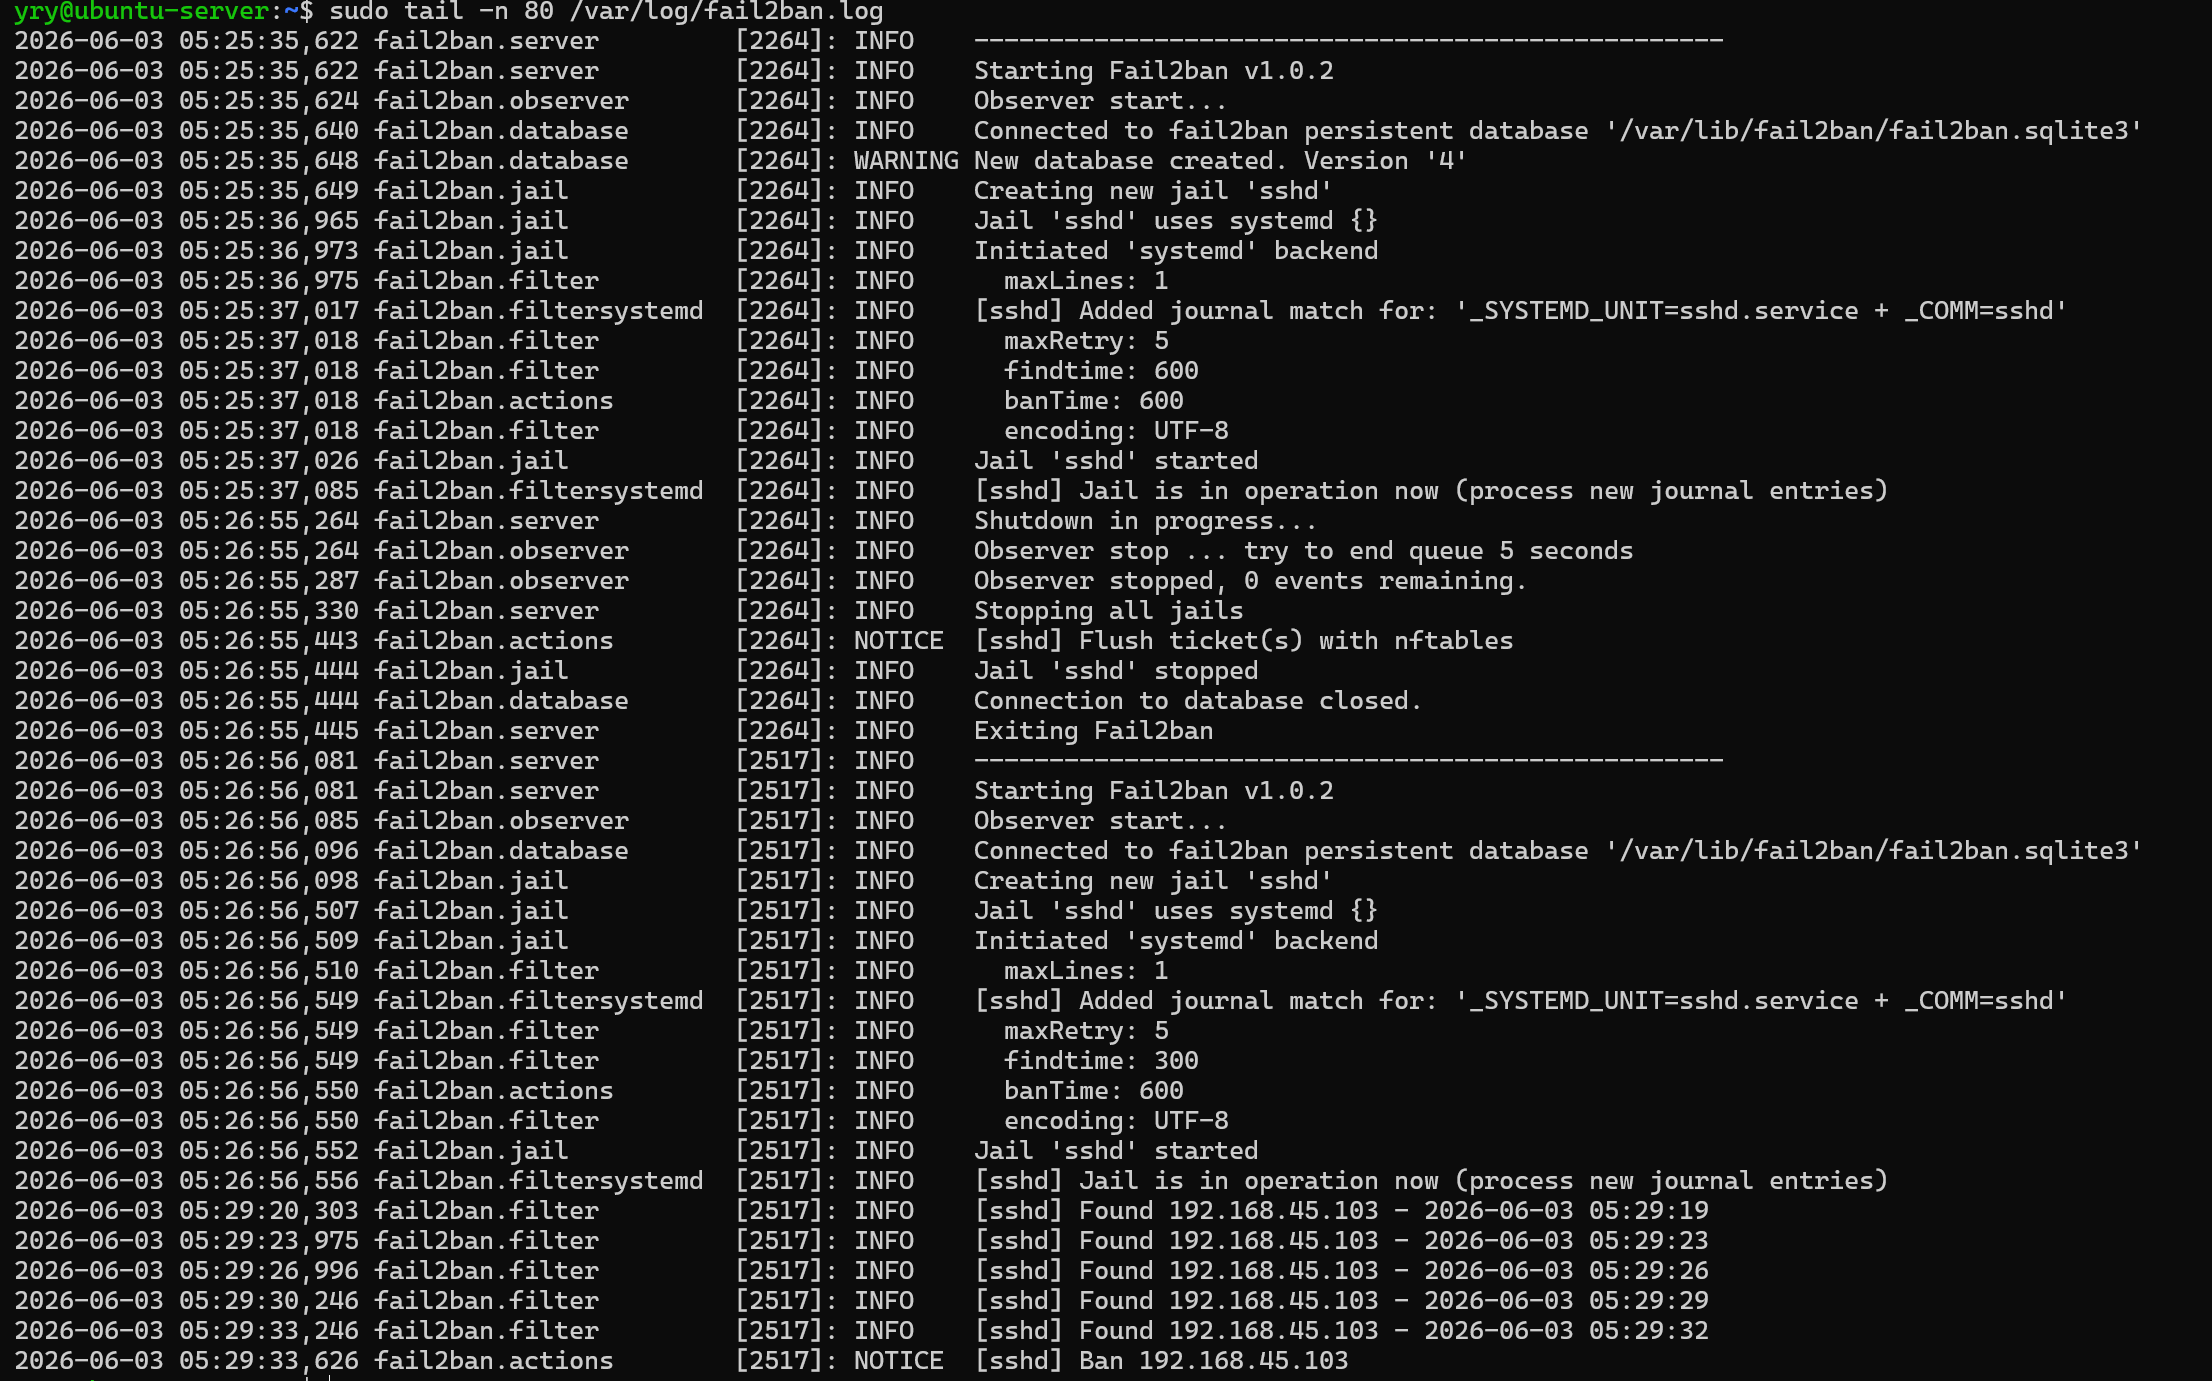 yry@ubuntu-server:~$ sudo tail -n 80 /var/log/fail2ban.log
2026-06-03 05:25:35,622 fail2ban.server         [2264]: INFO    --------------------------------------------------
2026-06-03 05:25:35,622 fail2ban.server         [2264]: INFO    Starting Fail2ban v1.0.2
2026-06-03 05:25:35,624 fail2ban.observer       [2264]: INFO    Observer start...
2026-06-03 05:25:35,640 fail2ban.database       [2264]: INFO    Connected to fail2ban persistent database '/var/lib/fail2ban/fail2ban.sqlite3'
2026-06-03 05:25:35,648 fail2ban.database       [2264]: WARNING New database created. Version '4'
2026-06-03 05:25:35,649 fail2ban.jail           [2264]: INFO    Creating new jail 'sshd'
2026-06-03 05:25:36,965 fail2ban.jail           [2264]: INFO    Jail 'sshd' uses systemd {}
2026-06-03 05:25:36,973 fail2ban.jail           [2264]: INFO    Initiated 'systemd' backend
2026-06-03 05:25:36,975 fail2ban.filter         [2264]: INFO      maxLines: 1
2026-06-03 05:25:37,017 fail2ban.filtersystemd  [2264]: INFO    [sshd] Added journal match for: '_SYSTEMD_UNIT=sshd.service + _COMM=sshd'
2026-06-03 05:25:37,018 fail2ban.filter         [2264]: INFO      maxRetry: 5
2026-06-03 05:25:37,018 fail2ban.filter         [2264]: INFO      findtime: 600
2026-06-03 05:25:37,018 fail2ban.actions        [2264]: INFO      banTime: 600
2026-06-03 05:25:37,018 fail2ban.filter         [2264]: INFO      encoding: UTF-8
2026-06-03 05:25:37,026 fail2ban.jail           [2264]: INFO    Jail 'sshd' started
2026-06-03 05:25:37,085 fail2ban.filtersystemd  [2264]: INFO    [sshd] Jail is in operation now (process new journal entries)
2026-06-03 05:26:55,264 fail2ban.server         [2264]: INFO    Shutdown in progress...
2026-06-03 05:26:55,264 fail2ban.observer       [2264]: INFO    Observer stop ... try to end queue 5 seconds
2026-06-03 05:26:55,287 fail2ban.observer       [2264]: INFO    Observer stopped, 0 events remaining.
2026-06-03 05:26:55,330 fail2ban.server         [2264]: INFO    Stopping all jails
2026-06-03 05:26:55,443 fail2ban.actions        [2264]: NOTICE  [sshd] Flush ticket(s) with nftables
2026-06-03 05:26:55,444 fail2ban.jail           [2264]: INFO    Jail 'sshd' stopped
2026-06-03 05:26:55,444 fail2ban.database       [2264]: INFO    Connection to database closed.
2026-06-03 05:26:55,445 fail2ban.server         [2264]: INFO    Exiting Fail2ban
2026-06-03 05:26:56,081 fail2ban.server         [2517]: INFO    --------------------------------------------------
2026-06-03 05:26:56,081 fail2ban.server         [2517]: INFO    Starting Fail2ban v1.0.2
2026-06-03 05:26:56,085 fail2ban.observer       [2517]: INFO    Observer start...
2026-06-03 05:26:56,096 fail2ban.database       [2517]: INFO    Connected to fail2ban persistent database '/var/lib/fail2ban/fail2ban.sqlite3'
2026-06-03 05:26:56,098 fail2ban.jail           [2517]: INFO    Creating new jail 'sshd'
2026-06-03 05:26:56,507 fail2ban.jail           [2517]: INFO    Jail 'sshd' uses systemd {}
2026-06-03 05:26:56,509 fail2ban.jail           [2517]: INFO    Initiated 'systemd' backend
2026-06-03 05:26:56,510 fail2ban.filter         [2517]: INFO      maxLines: 1
2026-06-03 05:26:56,549 fail2ban.filtersystemd  [2517]: INFO    [sshd] Added journal match for: '_SYSTEMD_UNIT=sshd.service + _COMM=sshd'
2026-06-03 05:26:56,549 fail2ban.filter         [2517]: INFO      maxRetry: 5
2026-06-03 05:26:56,549 fail2ban.filter         [2517]: INFO      findtime: 300
2026-06-03 05:26:56,550 fail2ban.actions        [2517]: INFO      banTime: 600
2026-06-03 05:26:56,550 fail2ban.filter         [2517]: INFO      encoding: UTF-8
2026-06-03 05:26:56,552 fail2ban.jail           [2517]: INFO    Jail 'sshd' started
2026-06-03 05:26:56,556 fail2ban.filtersystemd  [2517]: INFO    [sshd] Jail is in operation now (process new journal entries)
2026-06-03 05:29:20,303 fail2ban.filter         [2517]: INFO    [sshd] Found 192.168.45.103 - 2026-06-03 05:29:19
2026-06-03 05:29:23,975 fail2ban.filter         [2517]: INFO    [sshd] Found 192.168.45.103 - 2026-06-03 05:29:23
2026-06-03 05:29:26,996 fail2ban.filter         [2517]: INFO    [sshd] Found 192.168.45.103 - 2026-06-03 05:29:26
2026-06-03 05:29:30,246 fail2ban.filter         [2517]: INFO    [sshd] Found 192.168.45.103 - 2026-06-03 05:29:29
2026-06-03 05:29:33,246 fail2ban.filter         [2517]: INFO    [sshd] Found 192.168.45.103 - 2026-06-03 05:29:32
2026-06-03 05:29:33,626 fail2ban.actions        [2517]: NOTICE  [sshd] Ban 192.168.45.103